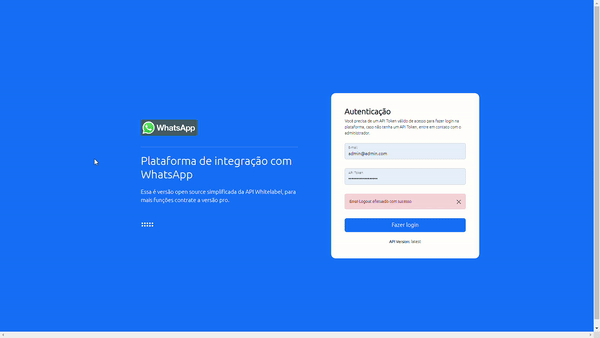 WhatsApp
Plataforma de integração com
WhatsApp
Essa é versão open source simplificada da API Whitelabel, para
mais funções contrate a versão pro.
Autenticação
Você precisa de um API Token válido de acesso para fazer login na
plataforma, caso não tenha um API Token, entre em contato com o
administrador.
E-mail
admin@admin.com
API Token
Erro! Logout efetuado com sucesso
Fazer login
API Version: